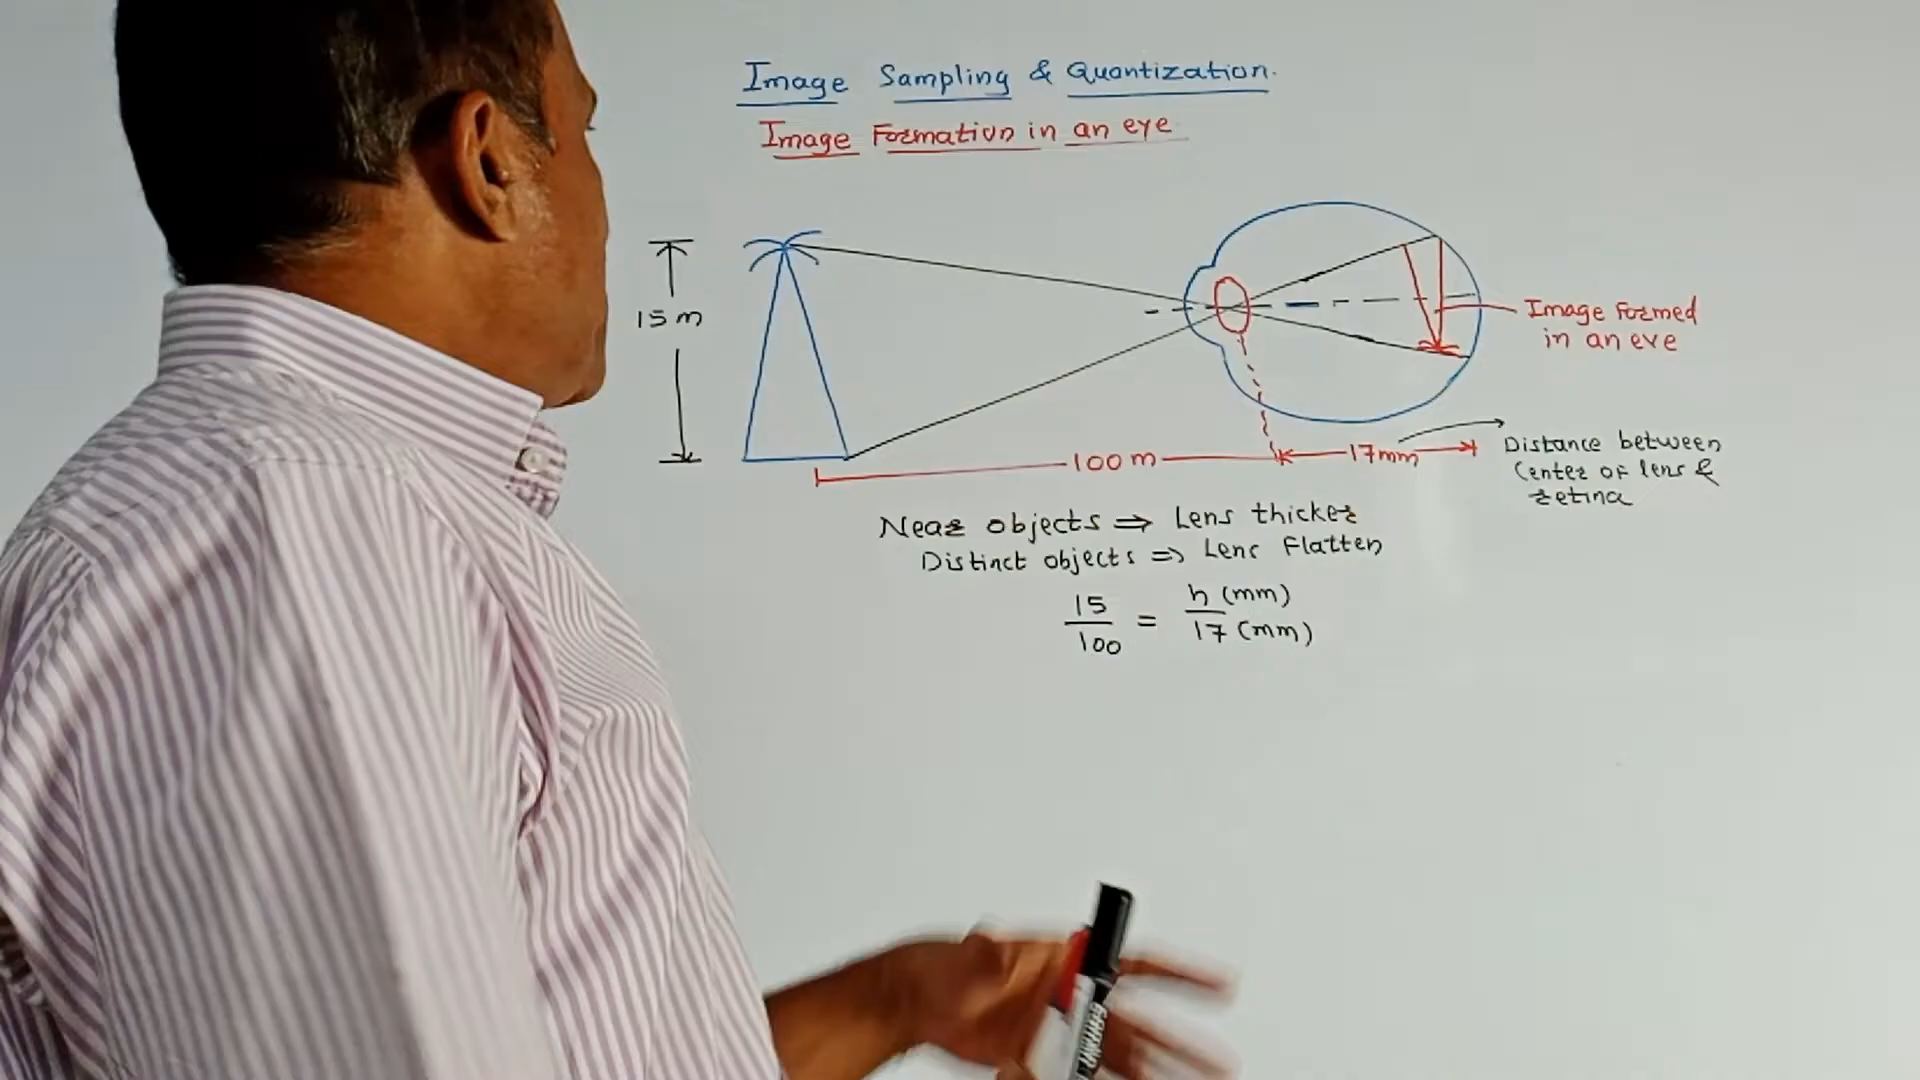 Image Sampling & Quantization.
Image Formation in an eye
15 m
Image Formed
in an eye
100 m
17mm
Distance between
Center of lens &
retina
Near objects ⇒ Lens thicker
Distinct objects ⇒ Lens Flatten
15/100 = h (mm)/17 (mm)